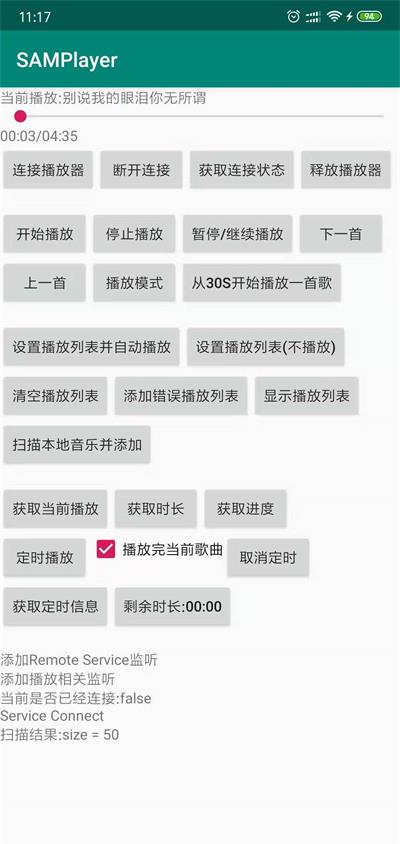 11:17
94
SAMPlayer
当前播放:别说我的眼泪你无所谓
00:03/04:35
连接播放器 断开连接 获取连接状态 释放播放器
开始播放 停止播放 暂停/继续播放 下一首
上一首 播放模式 从30S开始播放一首歌
设置播放列表并自动播放 设置播放列表(不播放)
清空播放列表 添加错误播放列表 显示播放列表
扫描本地音乐并添加
获取当前播放 获取时长 获取进度
定时播放 播放完当前歌曲 取消定时
获取定时信息 剩余时长:00:00
添加Remote Service监听
添加播放相关监听
当前是否已经连接:false
Service Connect
扫描结果:size = 50